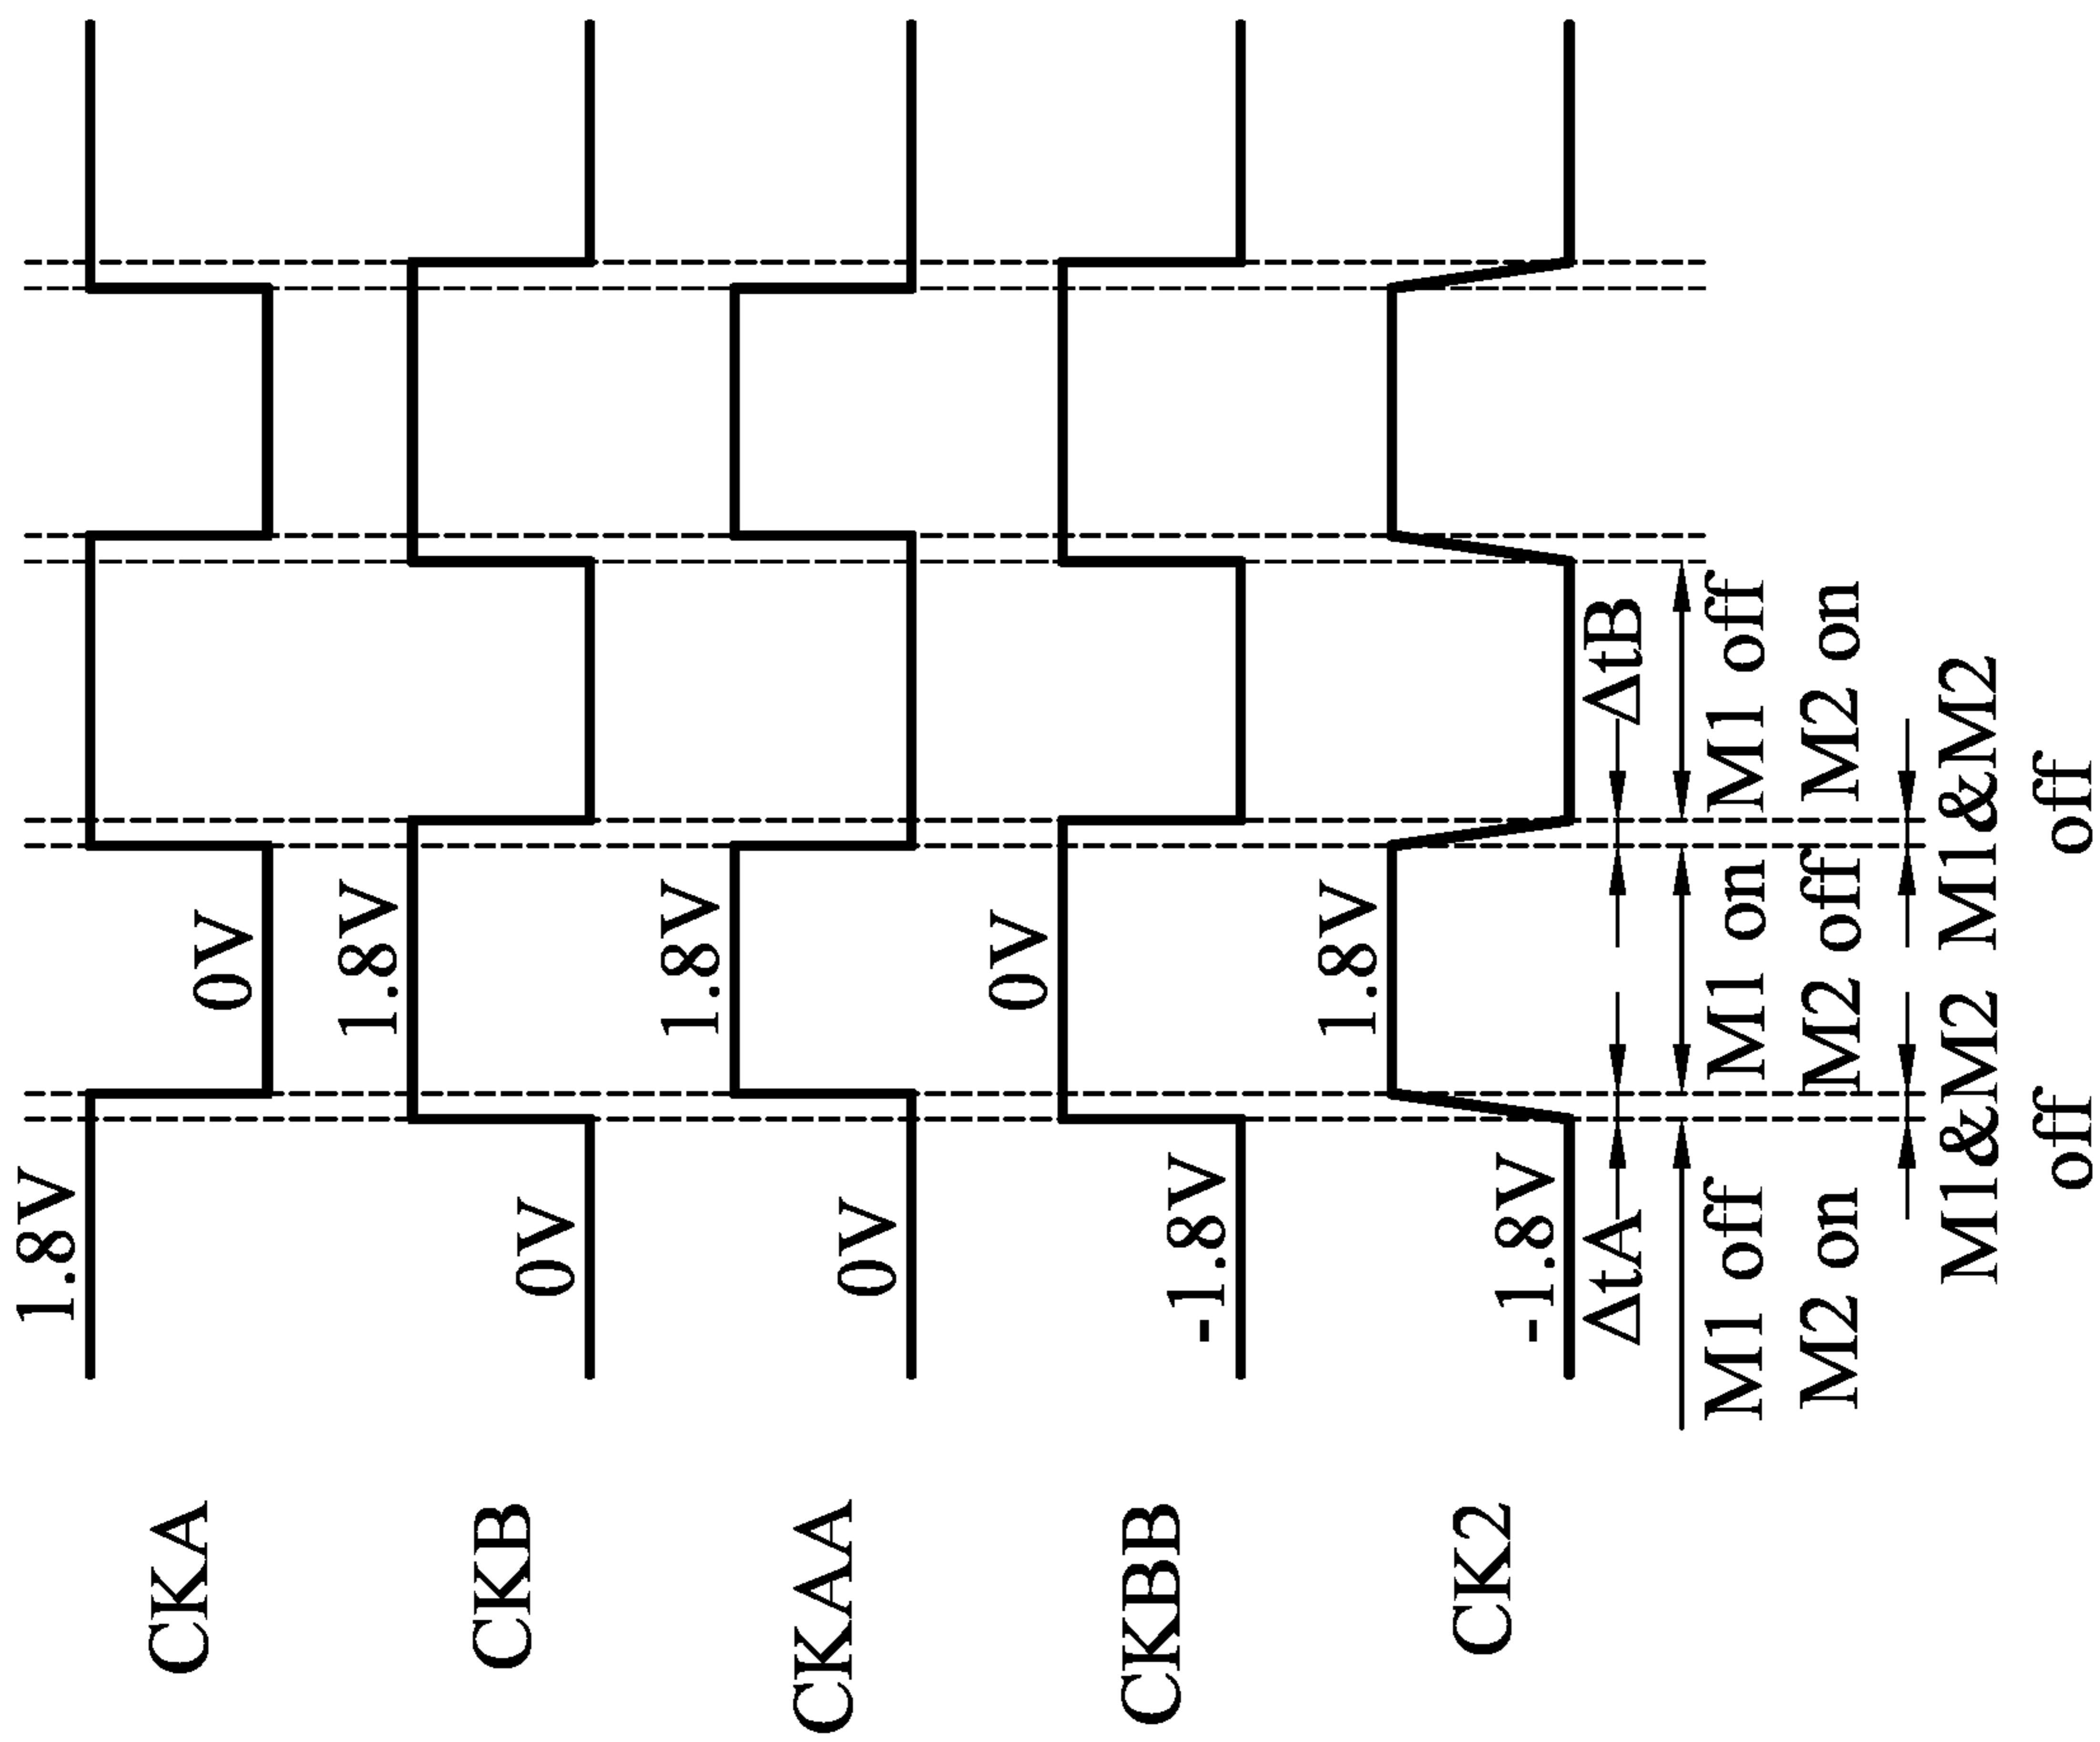 CKA
1.8V
0V
CKB
0V
1.8V
CKAA
0V
1.8V
CKBB
-1.8V
0V
CK2
-1.8V
1.8V
ΔtA
ΔtB
M1 off
M1 on
M1 off
M2 on
M2 off
M2 on
M1&M2
M1&M2
off
off